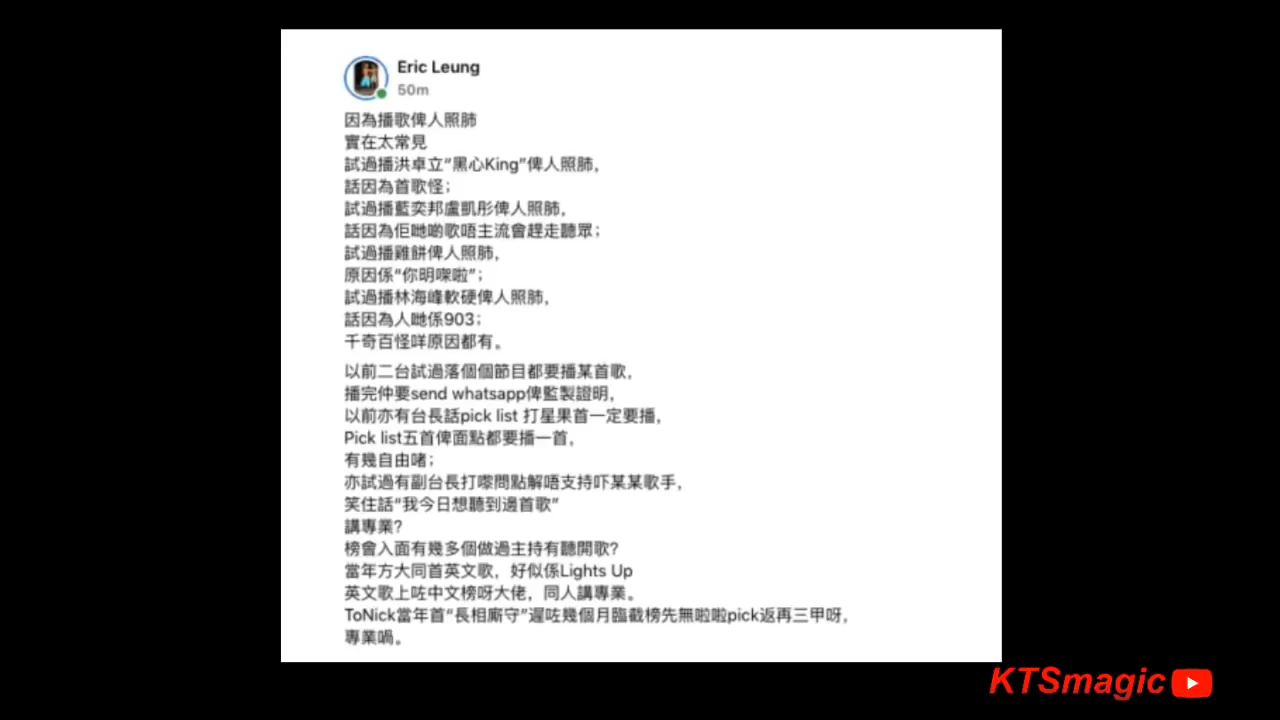 Eric Leung
50m
因為播歌俾人照肺
實在太常見
試過播洪卓立“黑心King”俾人照肺，
話因為首歌怪；
試過播藍奕邦盧凱彤俾人照肺，
話因為佢哋啲歌唔主流會趕走聽眾；
試過播雞餅俾人照肺，
原因係“你明㗎啦”；
試過播林海峰軟硬俾人照肺，
話因為人哋係903；
千奇百怪咩原因都有。
以前二台試過落個個節目都要播某首歌，
播完仲要send whatsapp俾監製證明，
以前亦有台長話pick list 打星果首一定要播，
Pick list五首俾面點都要播一首，
有幾自由啫；
亦試過有副台長打嚟問點解唔支持吓某某歌手，
笑住話“我今日想聽到邊首歌”
講專業?
榜會入面有幾多個做過主持有聽開歌?
當年方大同首英文歌，好似係Lights Up
英文歌上咗中文榜呀大佬，同人講專業。
ToNick當年首“長相廝守”遲咗幾個月臨截榜先無啦啦pick返再三甲呀，
專業喎。
KTSmagic